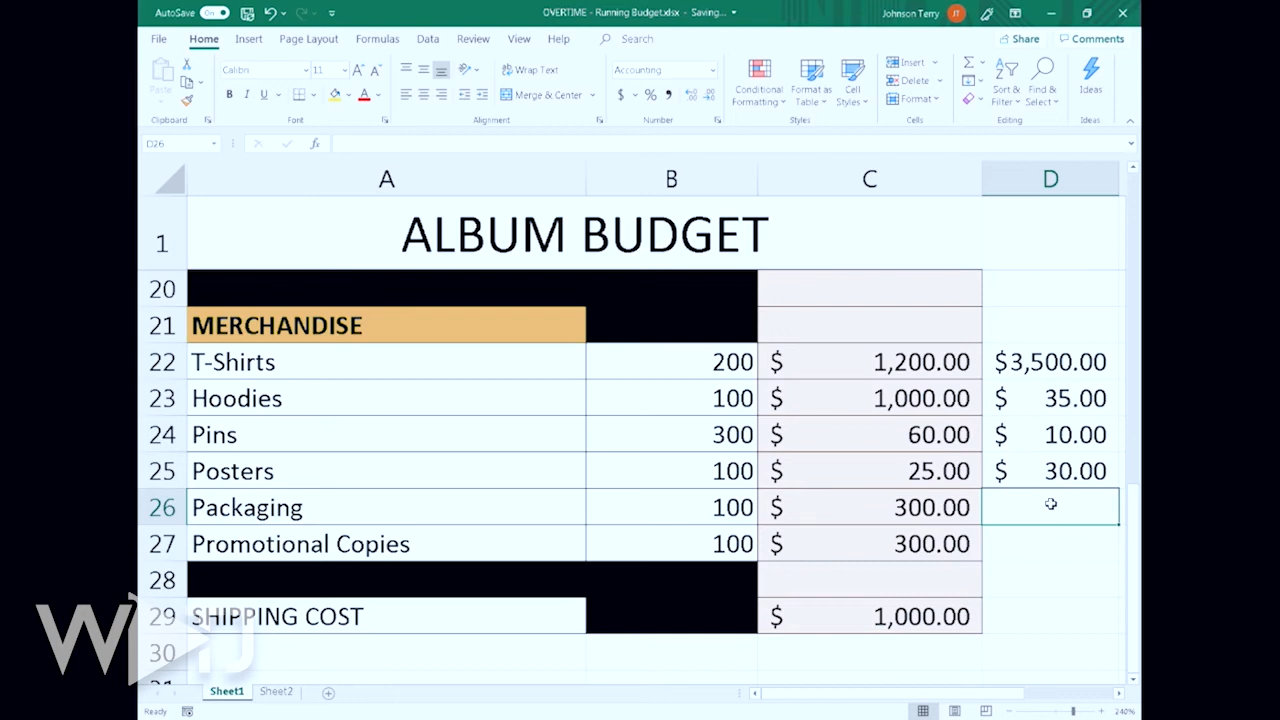 AutoSave On OVERTIME - Running Budget.xlsx - Saving... Johnson Terry JT
File Home Insert Page Layout Formulas Data Review View Help Search Share Comments
Paste Calibri 11 A A Wrap Text Accounting Conditional Formatting Format as Table Cell Styles Insert Delete Format Sort & Filter Find & Select Ideas
B I U A Merge & Center $ % ,
Clipboard Font Alignment Number Styles Cells Editing Ideas
D26 fx
A B C D
1 ALBUM BUDGET
20
21 MERCHANDISE
22 T-Shirts 200 $ 1,200.00 $3,500.00
23 Hoodies 100 $ 1,000.00 $ 35.00
24 Pins 300 $ 60.00 $ 10.00
25 Posters 100 $ 25.00 $ 30.00
26 Packaging 100 $ 300.00
27 Promotional Copies 100 $ 300.00
28
29 SHIPPING COST $ 1,000.00
30
Sheet1 Sheet2
Ready 240%